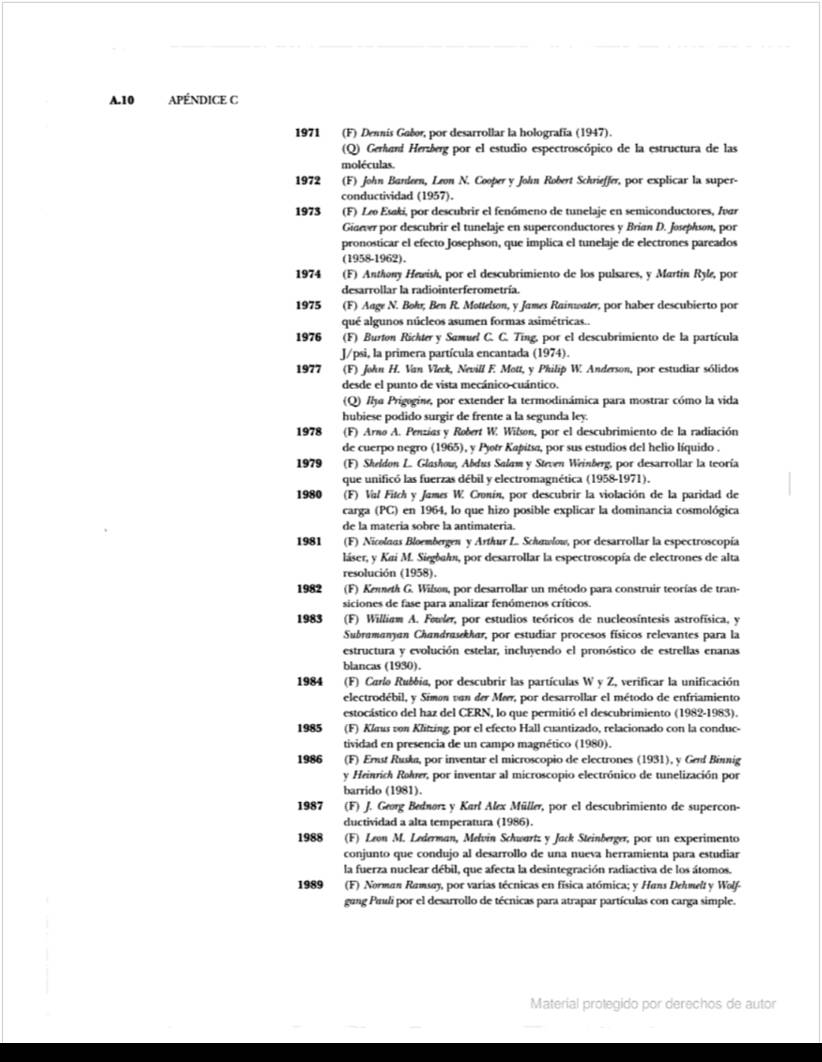 A.10 APÉNDICE C
1971 (F) Dennis Gabor, por desarrollar la holografía (1947).
(Q) Gerhard Herzberg por el estudio espectroscópico de la estructura de las
moléculas.
1972 (F) John Bardeen, Leon N. Cooper y John Robert Schrieffer, por explicar la super-
conductividad (1957).
1973 (F) Leo Esaki, por descubrir el fenómeno de tunelaje en semiconductores, Ivar
Giaever por descubrir el tunelaje en superconductores y Brian D. Josephson, por
pronosticar el efecto Josephson, que implica el tunelaje de electrones pareados
(1958-1962).
1974 (F) Anthony Hewish, por el descubrimiento de los pulsares, y Martin Ryle, por
desarrollar la radiointerferometría.
1975 (F) Aage N. Bohr, Ben R. Mottelson, y James Rainwater, por haber descubierto por
qué algunos núcleos asumen formas asimétricas..
1976 (F) Burton Richter y Samuel C. C. Ting, por el descubrimiento de la partícula
J/psi, la primera partícula encantada (1974).
1977 (F) John H. Van Vleck, Nevill F. Mott, y Philip W. Anderson, por estudiar sólidos
desde el punto de vista mecánico-cuántico.
(Q) Ilya Prigogine, por extender la termodinámica para mostrar cómo la vida
hubiese podido surgir de frente a la segunda ley.
1978 (F) Arno A. Penzias y Robert W. Wilson, por el descubrimiento de la radiación
de cuerpo negro (1965), y Pyotr Kapitsa, por sus estudios del helio líquido .
1979 (F) Sheldon L. Glashow, Abdus Salam y Steven Weinberg, por desarrollar la teoría
que unificó las fuerzas débil y electromagnética (1958-1971).
1980 (F) Val Fitch y James W. Cronin, por descubrir la violación de la paridad de
carga (PC) en 1964, lo que hizo posible explicar la dominancia cosmológica
de la materia sobre la antimateria.
1981 (F) Nicolaas Bloembergen y Arthur L. Schawlow, por desarrollar la espectroscopía
láser, y Kai M. Siegbahn, por desarrollar la espectroscopía de electrones de alta
resolución (1958).
1982 (F) Kenneth G. Wilson, por desarrollar un método para construir teorías de tran-
siciones de fase para analizar fenómenos críticos.
1983 (F) William A. Fowler, por estudios teóricos de nucleosíntesis astrofísica, y
Subramanyan Chandrasekhar, por estudiar procesos físicos relevantes para la
estructura y evolución estelar, incluyendo el pronóstico de estrellas enanas
blancas (1930).
1984 (F) Carlo Rubbia, por descubrir las partículas W y Z, verificar la unificación
electrodébil, y Simon van der Meer, por desarrollar el método de enfriamiento
estocástico del haz del CERN, lo que permitió el descubrimiento (1982-1983).
1985 (F) Klaus von Klitzing, por el efecto Hall cuantizado, relacionado con la conduc-
tividad en presencia de un campo magnético (1980).
1986 (F) Ernst Ruska, por inventar el microscopio de electrones (1931), y Gerd Binnig
y Heinrich Rohrer, por inventar al microscopio electrónico de tunelización por
barrido (1981).
1987 (F) J. Georg Bednorz y Karl Alex Müller, por el descubrimiento de supercon-
ductividad a alta temperatura (1986).
1988 (F) Leon M. Lederman, Melvin Schwartz y Jack Steinberger, por un experimento
conjunto que condujo al desarrollo de una nueva herramienta para estudiar
la fuerza nuclear débil, que afecta la desintegración radiactiva de los átomos.
1989 (F) Norman Ramsay, por varias técnicas en física atómica; y Hans Dehmelt y Wolf-
gang Pauli por el desarrollo de técnicas para atrapar partículas con carga simple.
Material protegido por derechos de autor